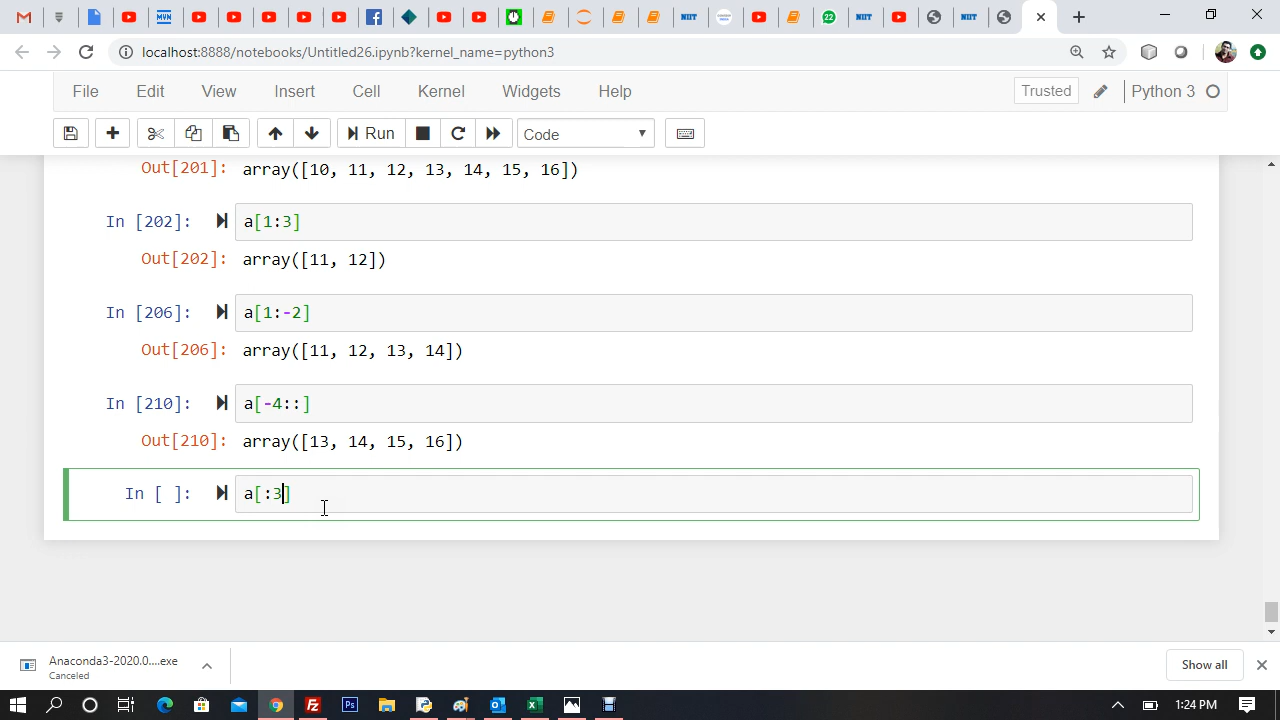 22
localhost:8888/notebooks/Untitled26.ipynb?kernel_name=python3
File Edit View Insert Cell Kernel Widgets Help Trusted Python 3
Run Code
Out[201]: array([10, 11, 12, 13, 14, 15, 16])
In [202]: a[1:3]
Out[202]: array([11, 12])
In [206]: a[1:-2]
Out[206]: array([11, 12, 13, 14])
In [210]: a[-4::]
Out[210]: array([13, 14, 15, 16])
In [ ]: a[:3]
Anaconda3-2020.0....exe
Canceled
Show all
1:24 PM